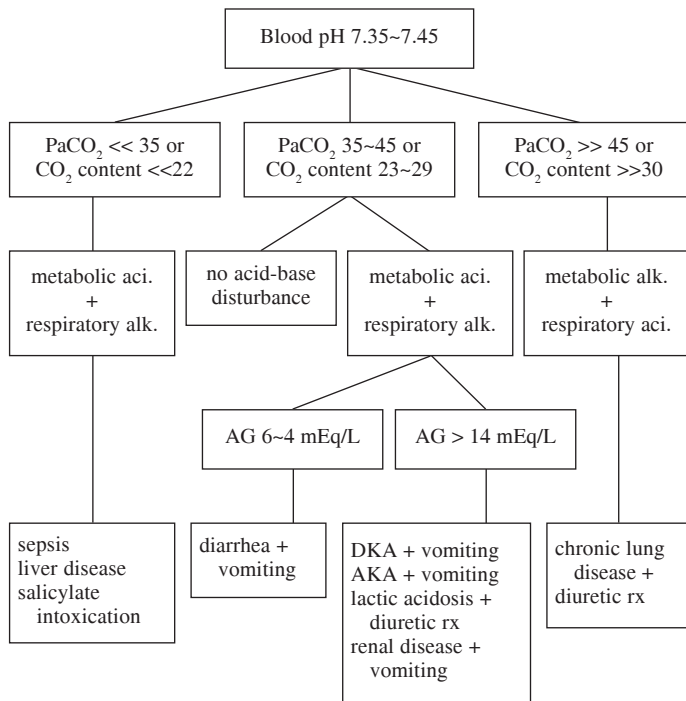 Blood pH 7.35~7.45
PaCO₂ << 35 or
CO₂ content <<22
PaCO₂ 35~45 or
CO₂ content 23~29
PaCO₂ >> 45 or
CO₂ content >>30
metabolic aci.
+
respiratory alk.
no acid-base
disturbance
metabolic aci.
+
respiratory alk.
metabolic alk.
+
respiratory aci.
AG 6~4 mEq/L
AG > 14 mEq/L
sepsis
liver disease
salicylate
intoxication
diarrhea +
vomiting
DKA + vomiting
AKA + vomiting
lactic acidosis +
diuretic rx
renal disease +
vomiting
chronic lung
disease +
diuretic rx